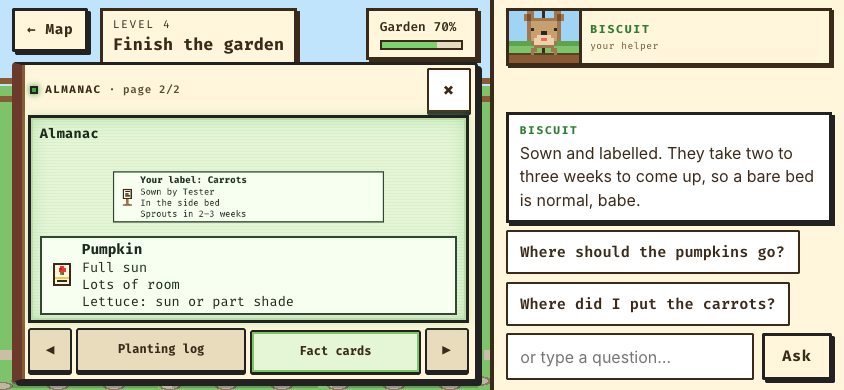 ← Map
LEVEL 4
Finish the garden
Garden 70%
ALMANAC · page 2/2
✖
Almanac
Your label: Carrots
Sown by Tester
In the side bed
Sprouts in 2–3 weeks
Pumpkin
Full sun
Lots of room
Lettuce: sun or part shade
◄
Planting log
Fact cards
►
BISCUIT
your helper
BISCUIT
Sown and labelled. They take two to
three weeks to come up, so a bare bed
is normal, babe.
Where should the pumpkins go?
Where did I put the carrots?
or type a question...
Ask